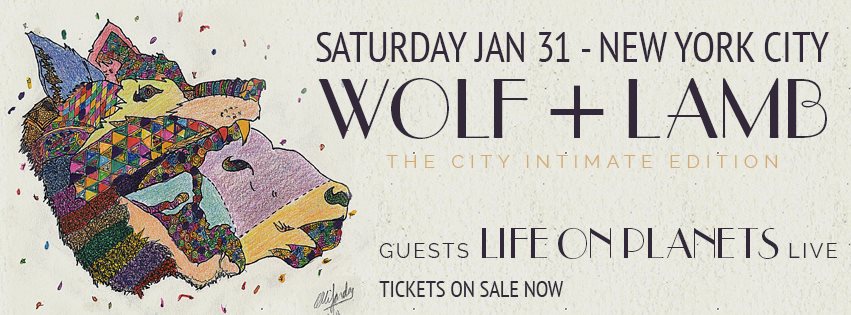 SATURDAY JAN 31 - NEW YORK CITY
WOLF + LAMB
THE CITY INTIMATE EDITION
GUESTS LIFE ON PLANETS LIVE
TICKETS ON SALE NOW